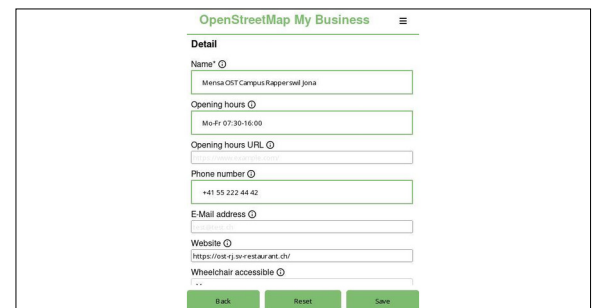 OpenStreetMap My Business
Detail
Name*
Mensa OST Campus Rapperswil Jona
Opening hours
Mo-Fr 07:30-16:00
Opening hours URL
Phone number
+41 55 222 44 42
E-Mail address
Website
https://ost-rj.sv-restaurant.ch/
Wheelchair accessible
Back Reset Save